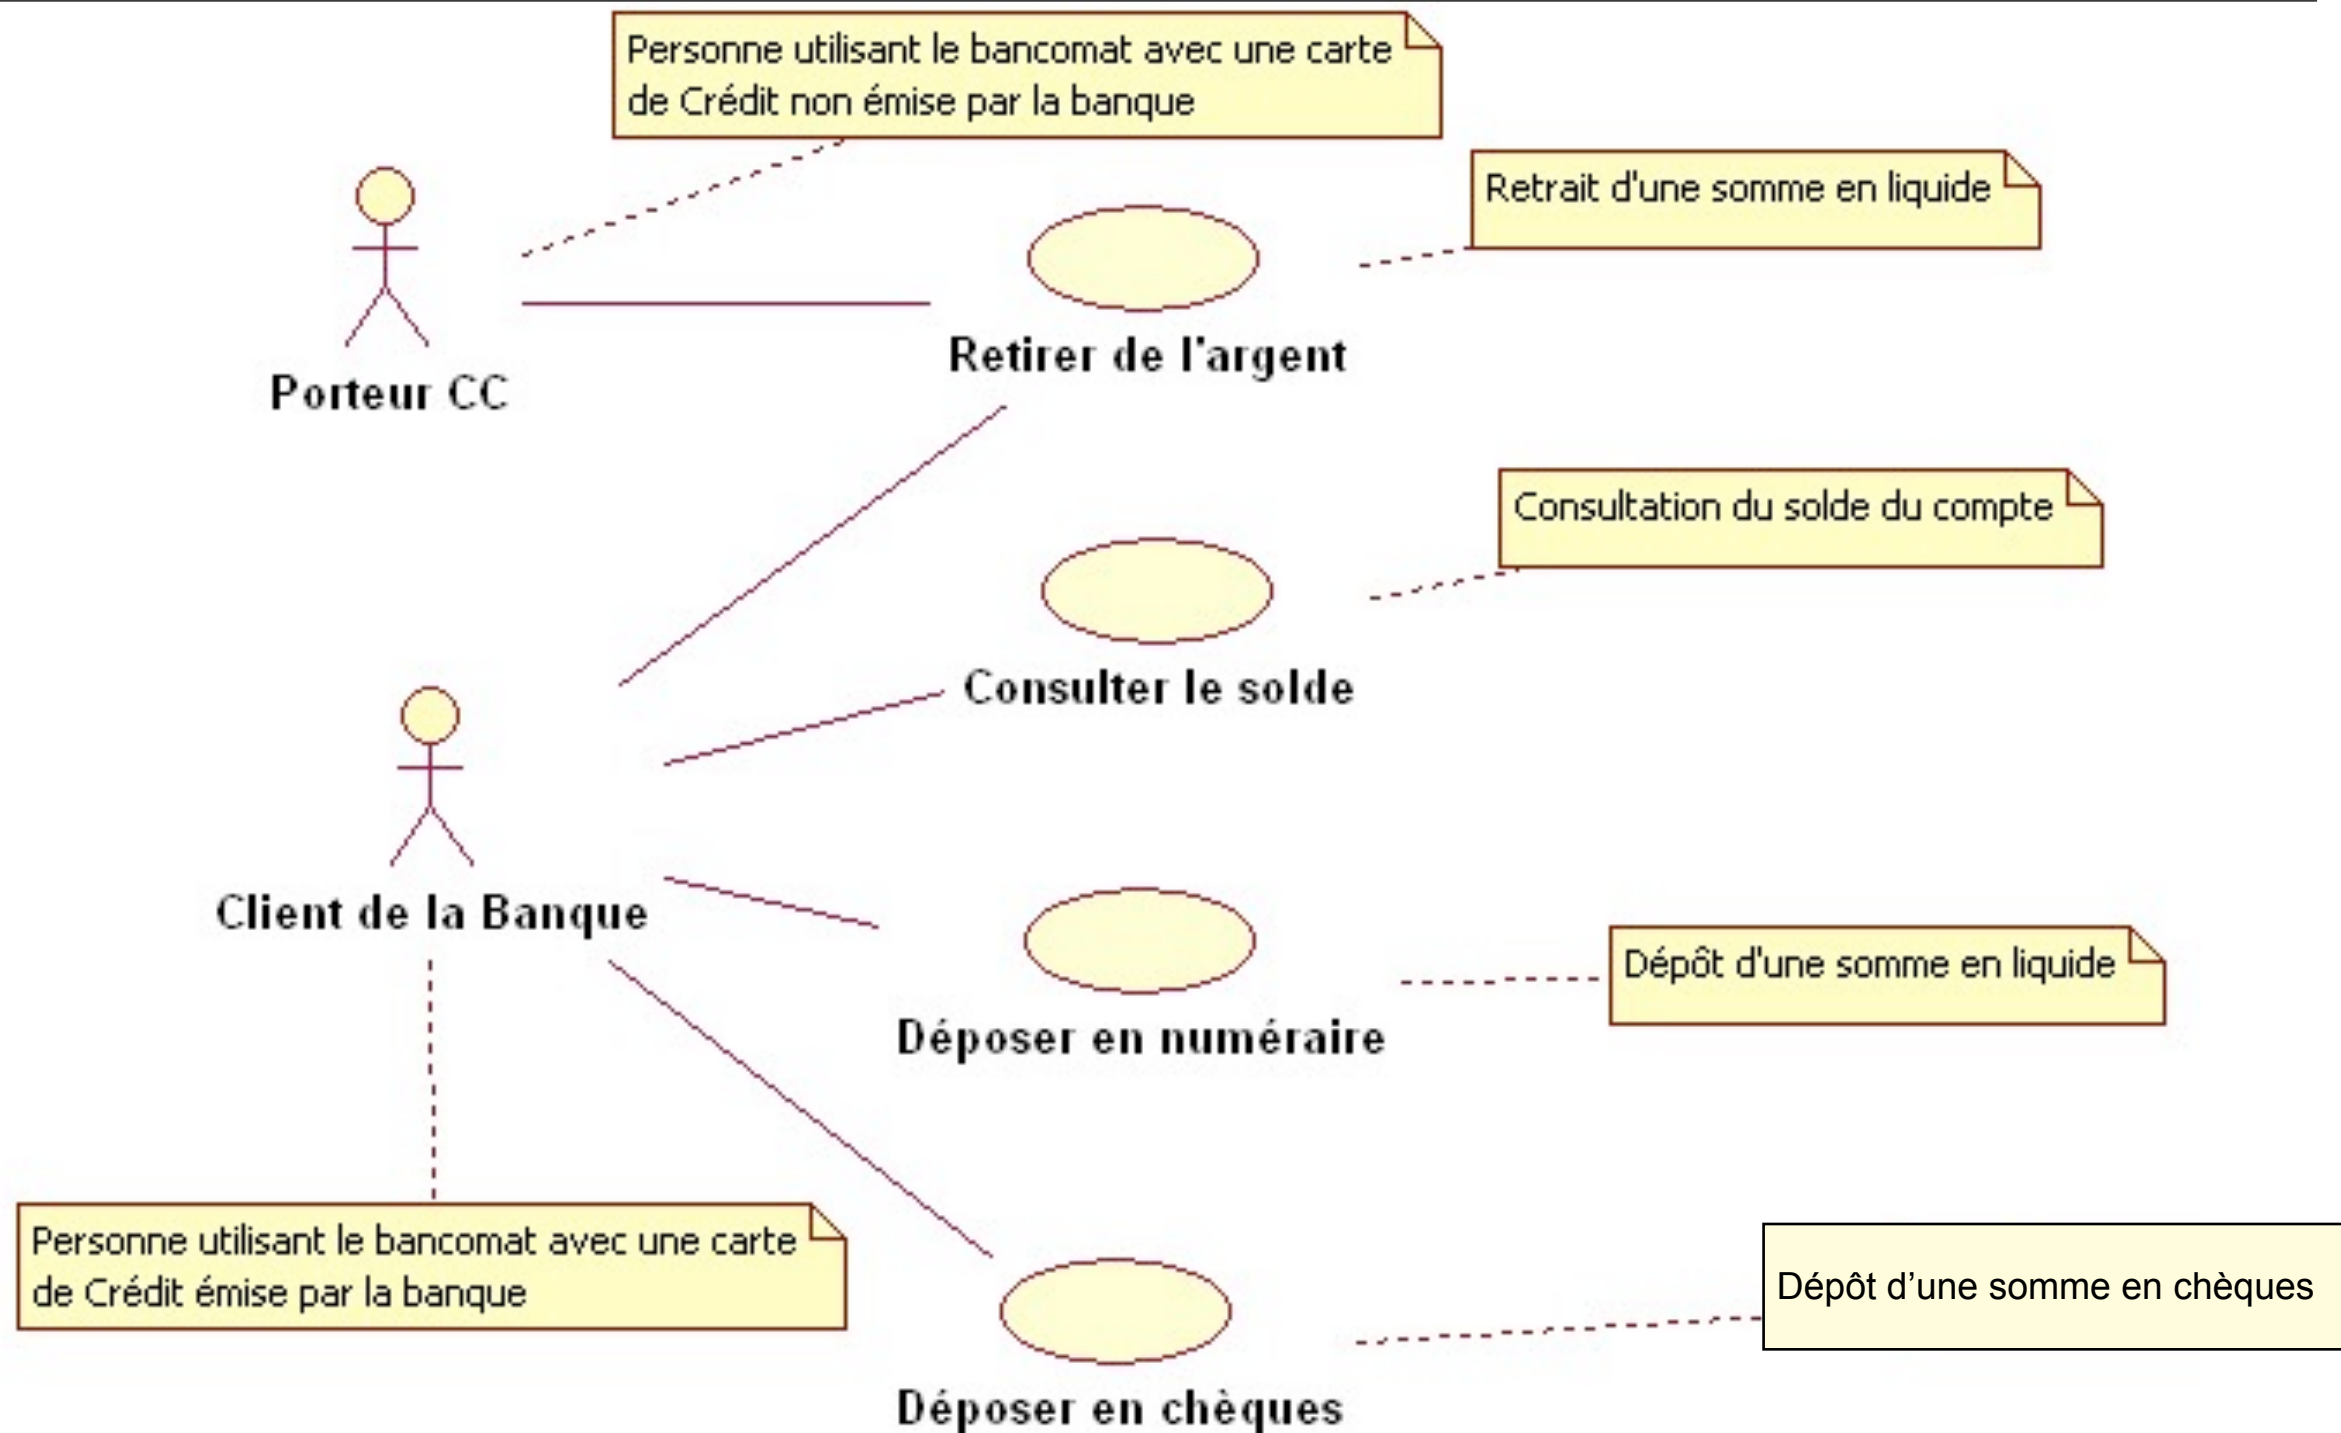 Personne utilisant le bancomat avec une carte
de Crédit non émise par la banque
Retrait d'une somme en liquide
Retirer de l'argent
Porteur CC
Consultation du solde du compte
Consulter le solde
Client de la Banque
Dépôt d'une somme en liquide
Déposer en numéraire
Personne utilisant le bancomat avec une carte
de Crédit émise par la banque
Dépôt d’une somme en chèques
Déposer en chèques